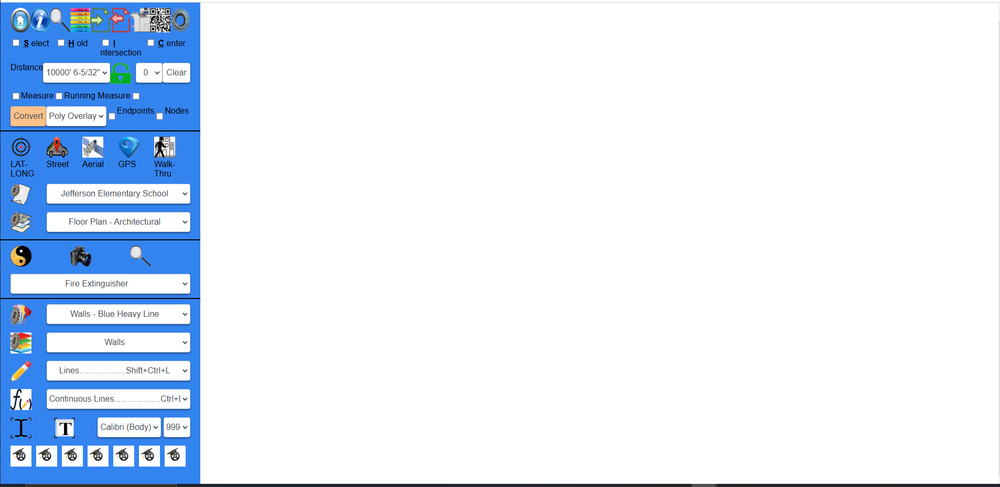 S elect H old I ntersection C enter
Distance 10000' 6-5/32" 0 Clear
Measure Running Measure
Convert Poly Overlay Endpoints Nodes
LAT-LONG Street Aerial GPS Walk-Thru
Jefferson Elementary School
Floor Plan - Architectural
Fire Extinguisher
Walls - Blue Heavy Line
Walls
Lines....................Shift+Ctrl+L
Continuous Lines....................Ctrl+l
T Calibri (Body) 999